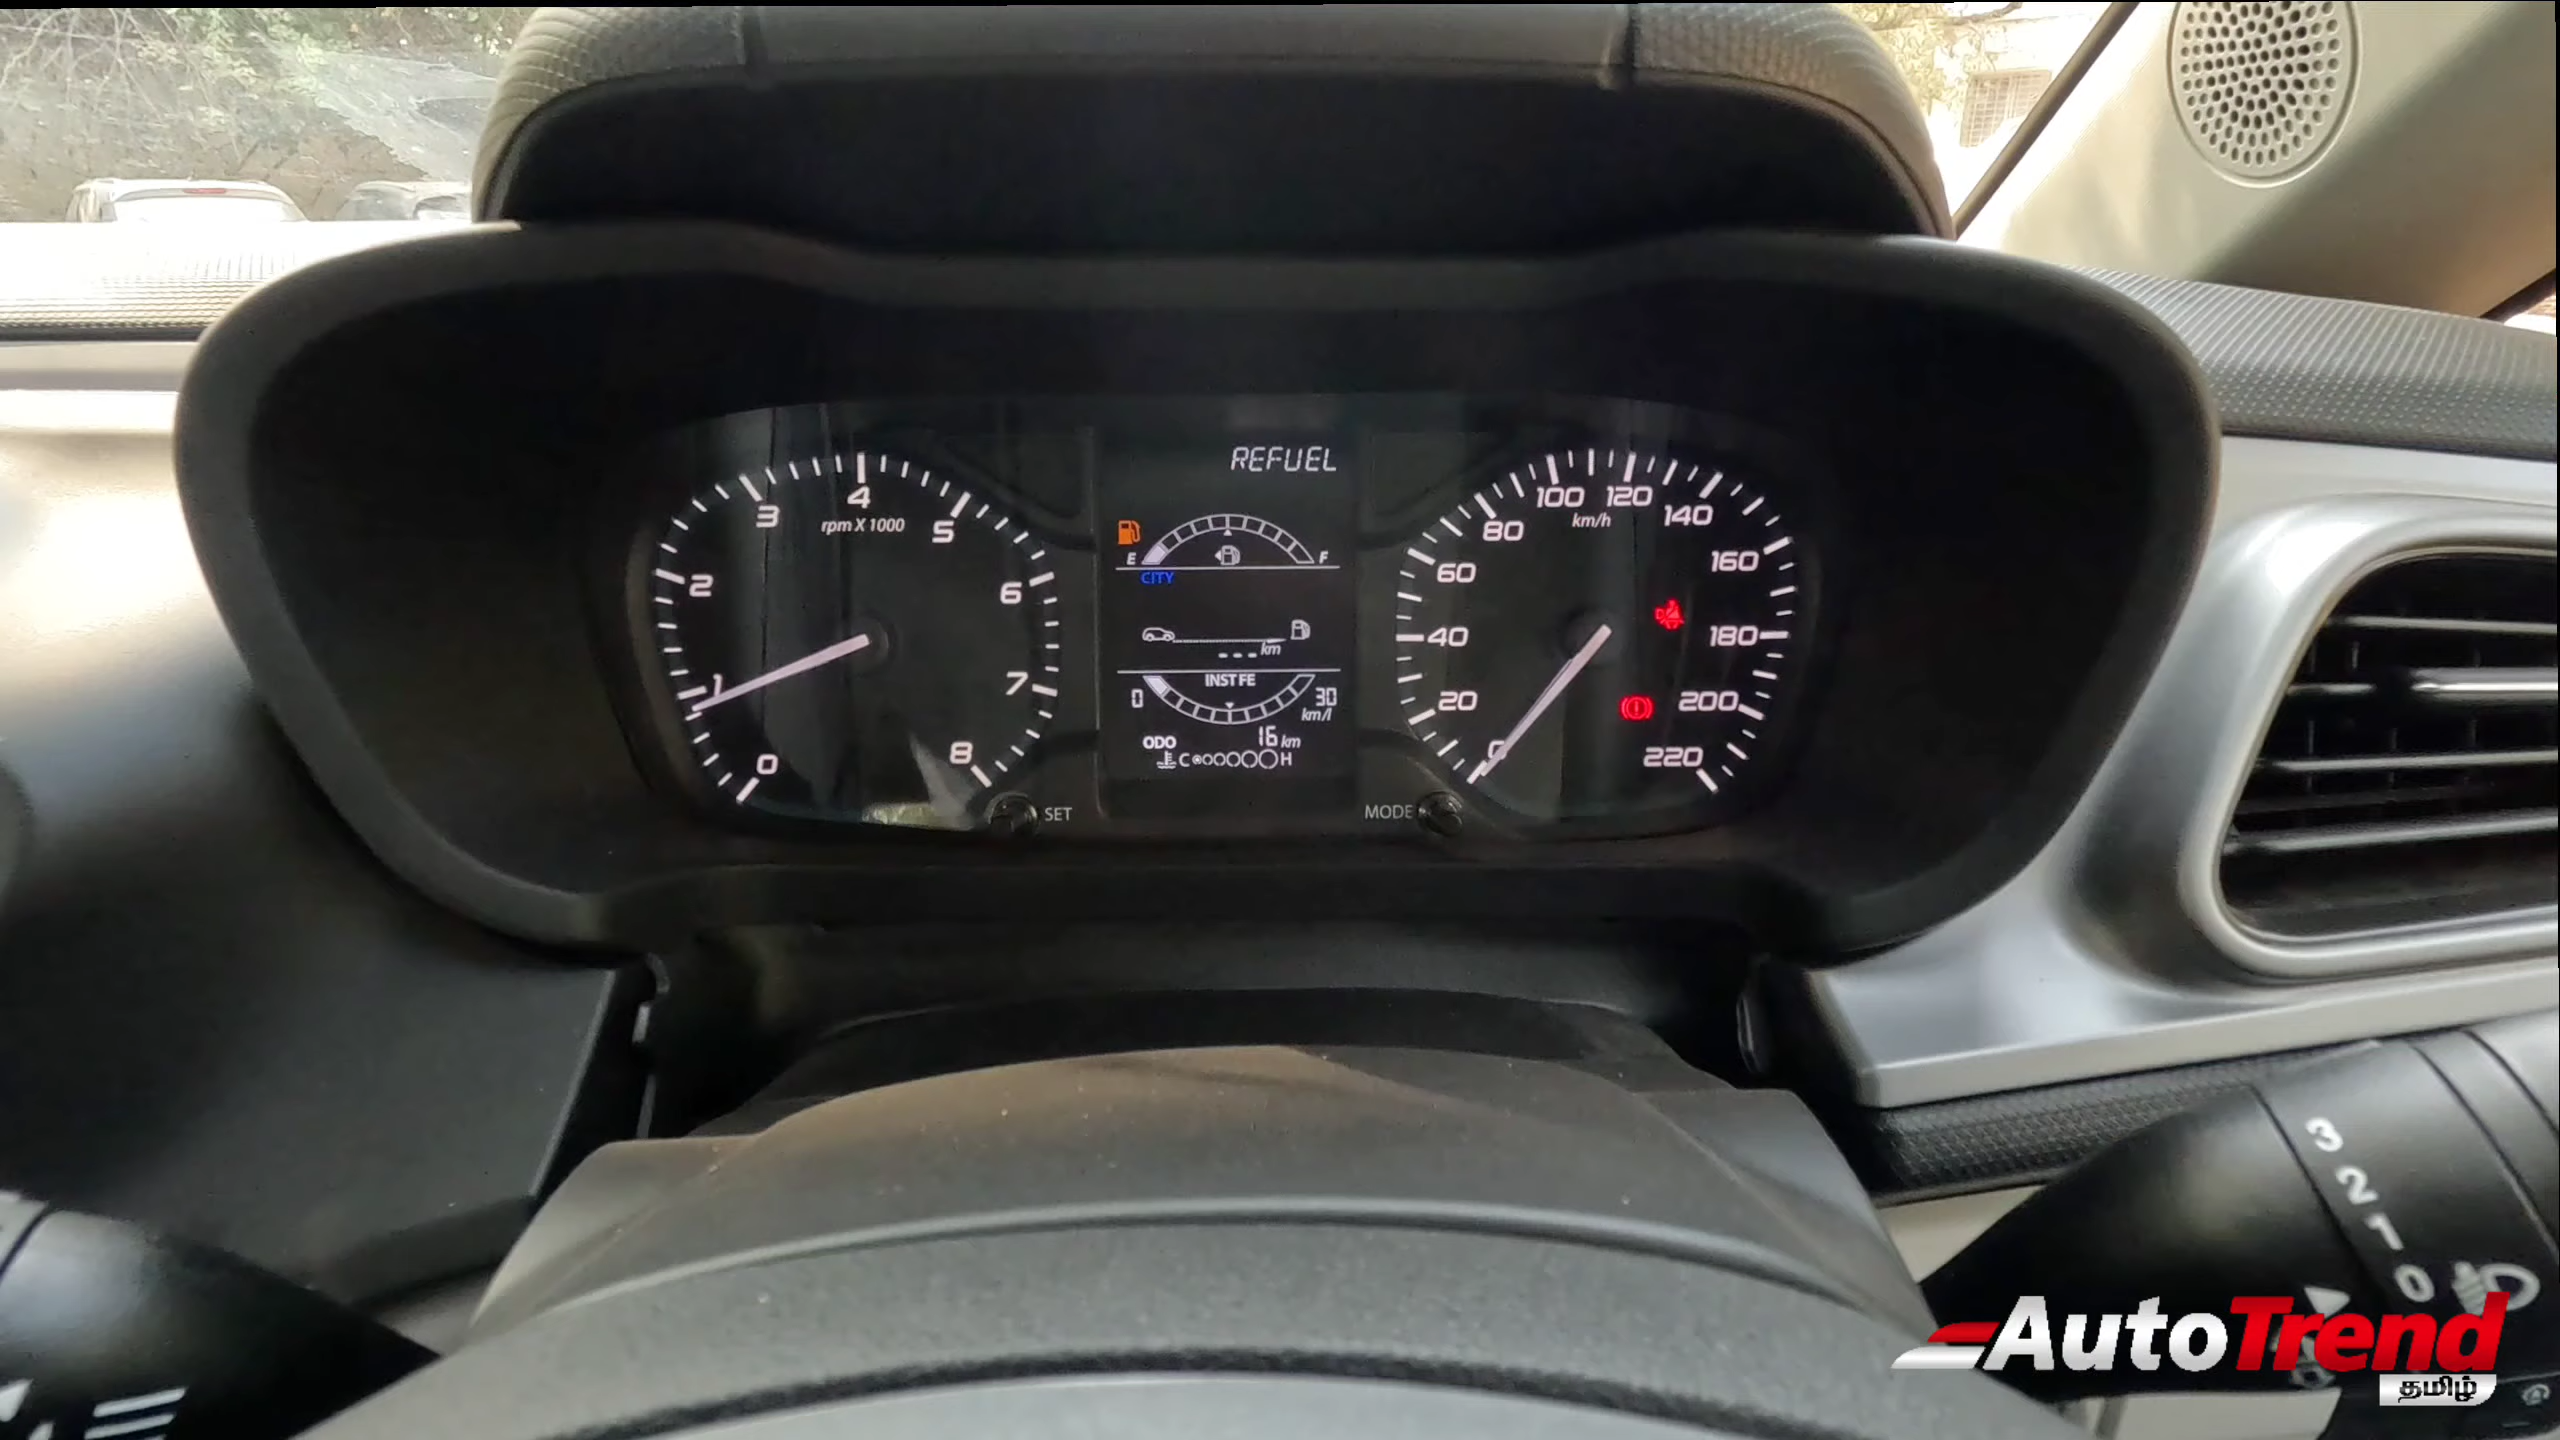 REFUEL
4
3
5
rpm X 1000
2
6
1
7
0
8
SET
E
F
CITY
--- km
INST FE
0
30
km/l
ODO 16 km
C H
MODE
100 120
km/h
80
140
60
160
40
180
20
200
0
220
3
2
1
0
AutoTrend
தமிழ்